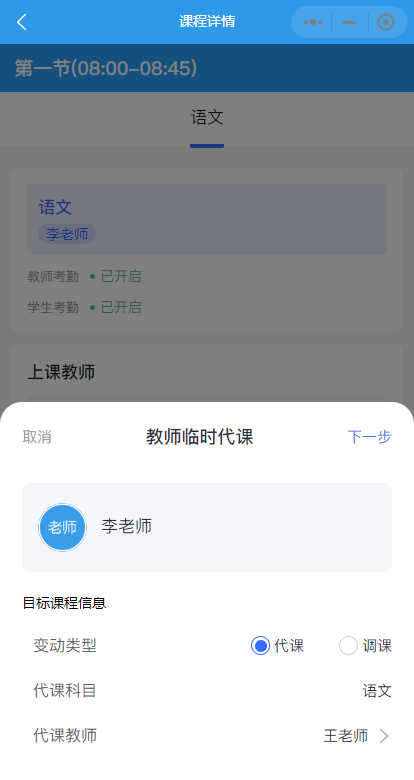 课程详情
第一节(08:00-08:45)
语文
语文
李老师
教师考勤 已开启
学生考勤 已开启
上课教师
取消 教师临时代课 下一步
老师 李老师
目标课程信息
变动类型 代课 调课
代课科目 语文
代课教师 王老师